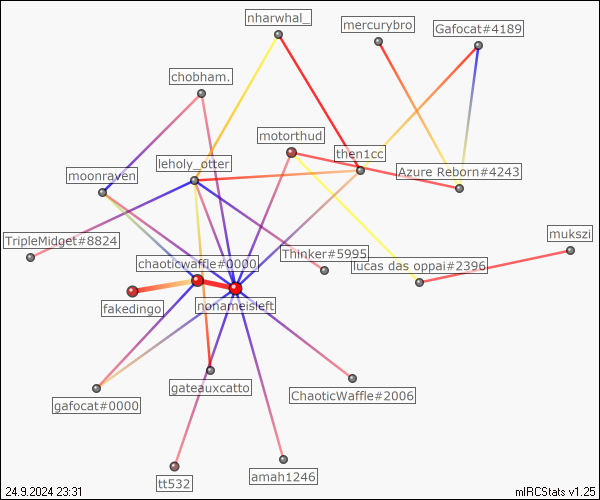 nharwhal_
mercurybro
Gafocat#4189
chobham.
motorthud
then1cc
leholy_otter
moonraven
Azure Reborn#4243
TripleMidget#8824
mukszi
Thinker#5995
chaoticwaffle#0000
lucas das oppai#2396
fakedingo
nonameisleft
gateauxcatto
ChaoticWaffle#2006
gafocat#0000
tt532
amah1246
24.9.2024 23:31
mIRCStats v1.25